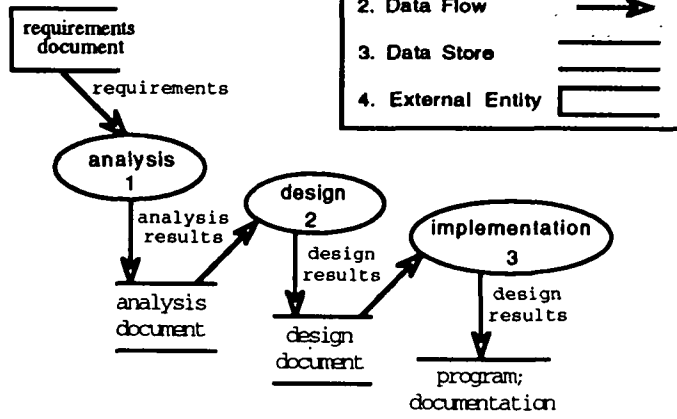 2. Data Flow
3. Data Store
4. External Entity
requirements
document
requirements
analysis
1
analysis
results
design
2
design
results
implementation
3
design
results
analysis
document
design
document
program;
documentation